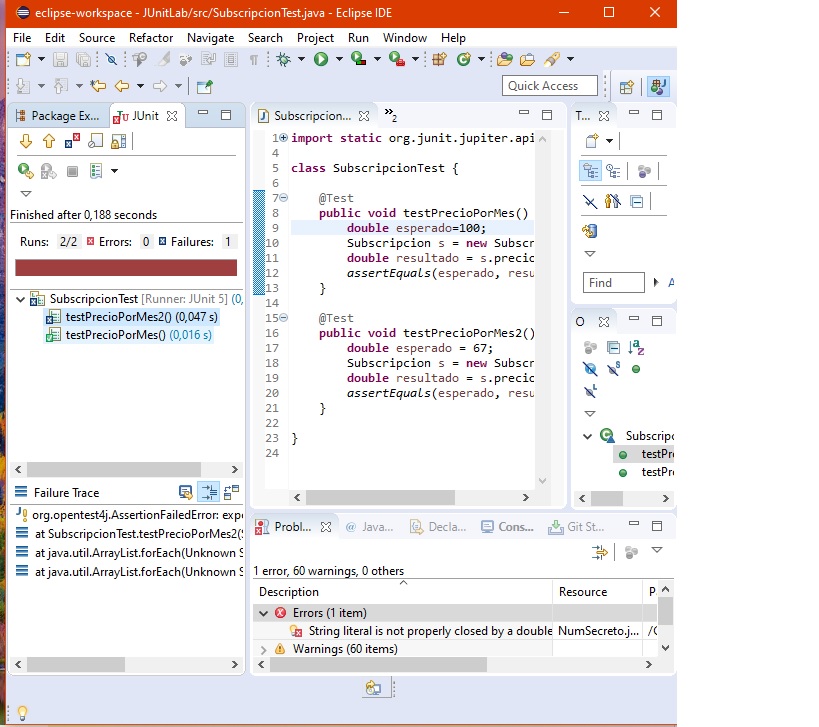 eclipse-workspace - JUnitLab/src/SubscripcionTest.java - Eclipse IDE
File Edit Source Refactor Navigate Search Project Run Window Help
Quick Access
Package Ex... JUnit
Finished after 0,188 seconds
Runs: 2/2 Errors: 0 Failures: 1
SubscripcionTest [Runner: JUnit 5] (0,
testPrecioPorMes2() (0,047 s)
testPrecioPorMes() (0,016 s)
Failure Trace
org.opentest4j.AssertionFailedError: expe
at SubscripcionTest.testPrecioPorMes2(S
at java.util.ArrayList.forEach(Unknown S
at java.util.ArrayList.forEach(Unknown S
Subscripcion... »2
1 import static org.junit.jupiter.api
4
5 class SubscripcionTest {
6
7 @Test
8 public void testPrecioPorMes()
9 double esperado=100;
10 Subscripcion s = new Subscr
11 double resultado = s.precio
12 assertEquals(esperado, resu
13 }
14
15 @Test
16 public void testPrecioPorMes2()
17 double esperado = 67;
18 Subscripcion s = new Subscr
19 double resultado = s.precio
20 assertEquals(esperado, resu
21 }
22
23 }
24
T...
Find A
O
Subscripc
testPre
testPre
Probl... Java... Decla... Cons... Git St...
1 error, 60 warnings, 0 others
Description Resource P
Errors (1 item)
String literal is not properly closed by a double NumSecreto.j... /C
Warnings (60 items)